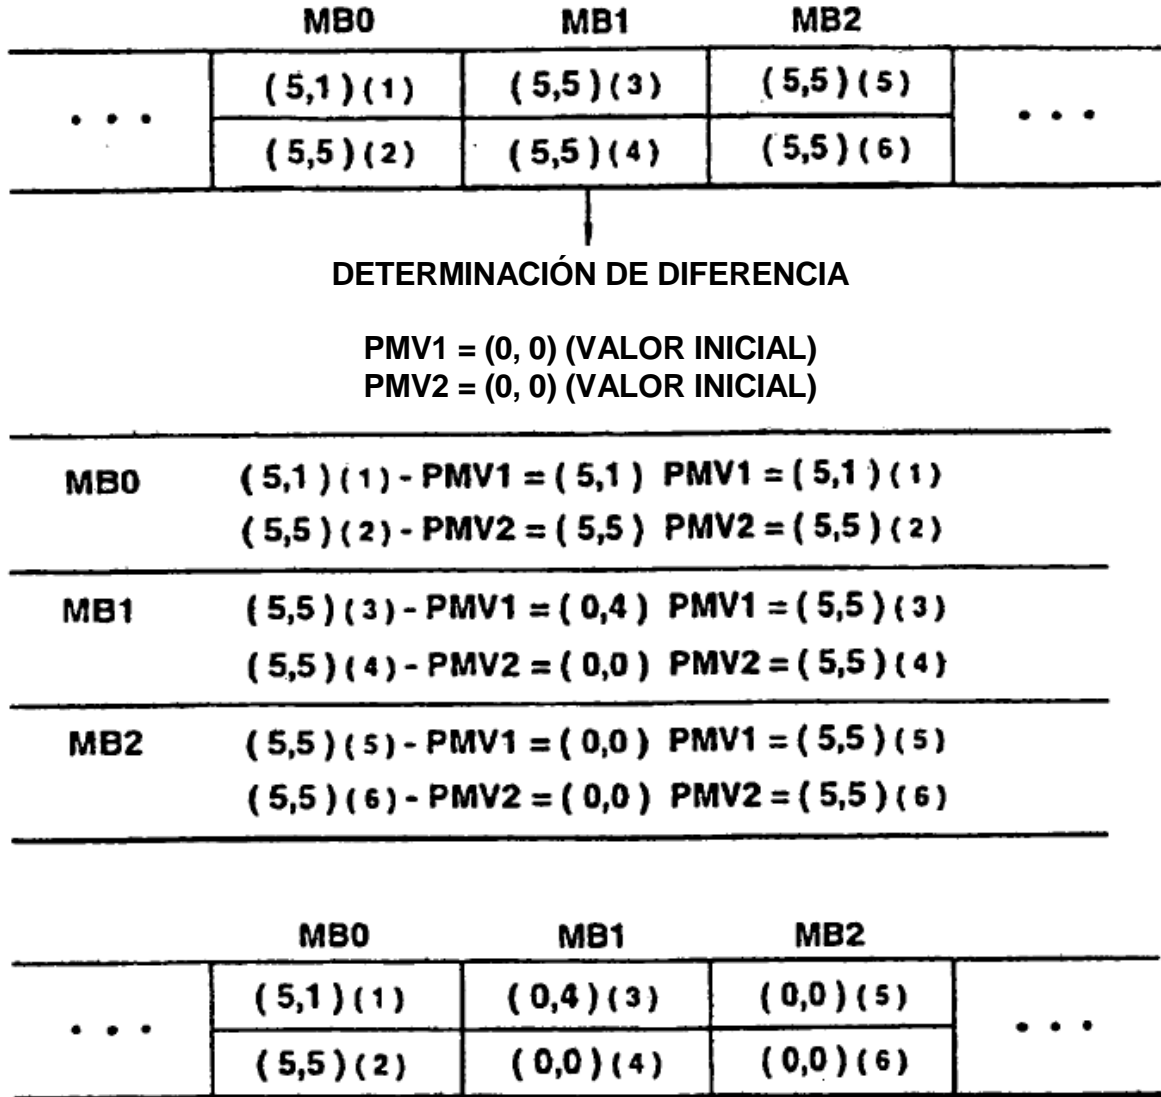 MB0 MB1 MB2
(5,1)(1) (5,5)(3) (5,5)(5)
• • • • • •
(5,5)(2) (5,5)(4) (5,5)(6)
DETERMINACIÓN DE DIFERENCIA
PMV1 = (0, 0) (VALOR INICIAL)
PMV2 = (0, 0) (VALOR INICIAL)
MB0 (5,1)(1) - PMV1 = (5,1) PMV1 = (5,1)(1)
(5,5)(2) - PMV2 = (5,5) PMV2 = (5,5)(2)
MB1 (5,5)(3) - PMV1 = (0,4) PMV1 = (5,5)(3)
(5,5)(4) - PMV2 = (0,0) PMV2 = (5,5)(4)
MB2 (5,5)(5) - PMV1 = (0,0) PMV1 = (5,5)(5)
(5,5)(6) - PMV2 = (0,0) PMV2 = (5,5)(6)
MB0 MB1 MB2
(5,1)(1) (0,4)(3) (0,0)(5)
• • • • • •
(5,5)(2) (0,0)(4) (0,0)(6)